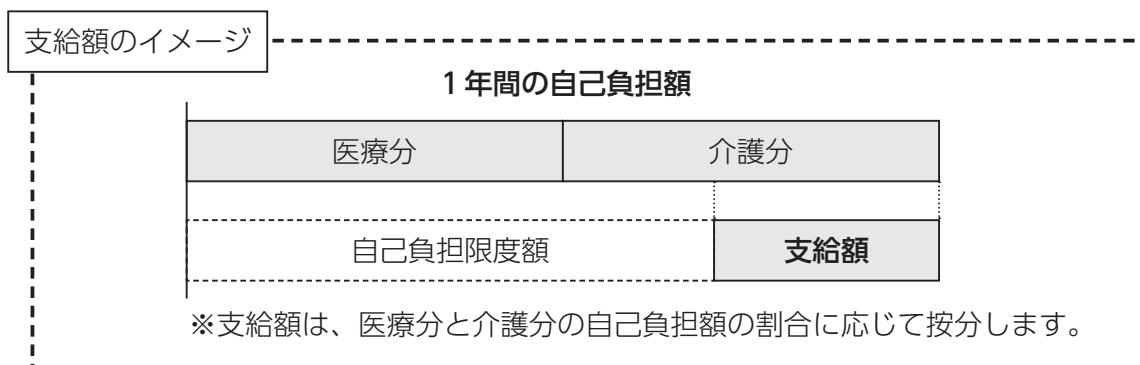 支給額のイメージ
1年間の自己負担額
医療分 介護分
自己負担限度額 支給額
※支給額は、医療分と介護分の自己負担額の割合に応じて按分します。